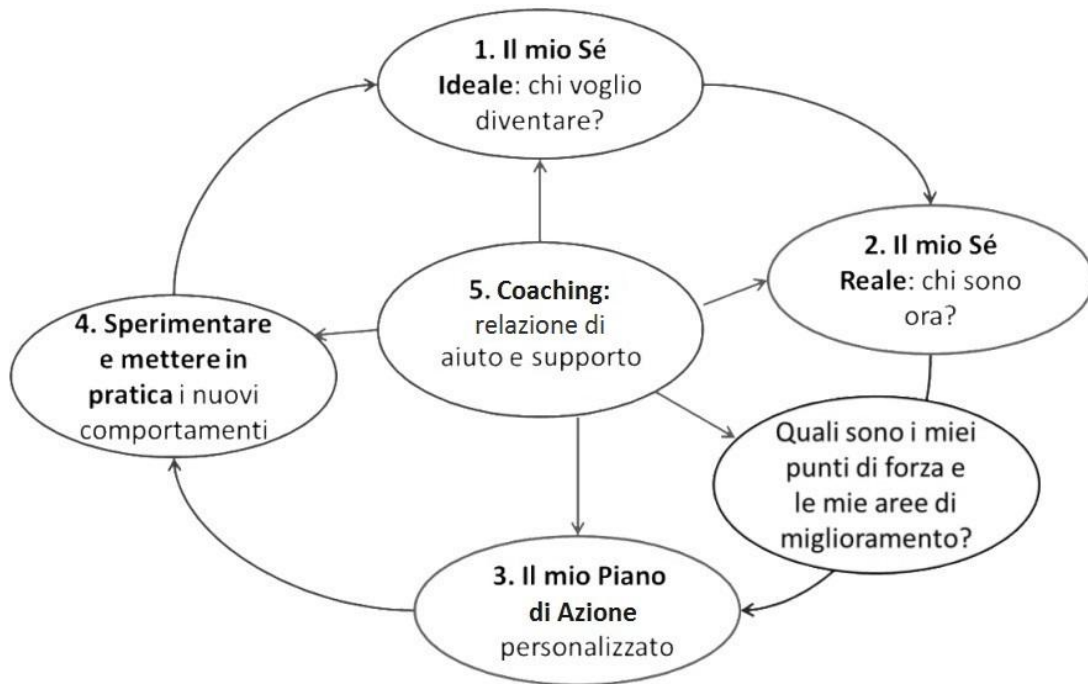 1. Il mio Sé
Ideale: chi voglio
diventare?
2. Il mio Sé
Reale: chi sono
ora?
5. Coaching:
relazione di
aiuto e supporto
4. Sperimentare
e mettere in
pratica i nuovi
comportamenti
Quali sono i miei
punti di forza e
le mie aree di
miglioramento?
3. Il mio Piano
di Azione
personalizzato